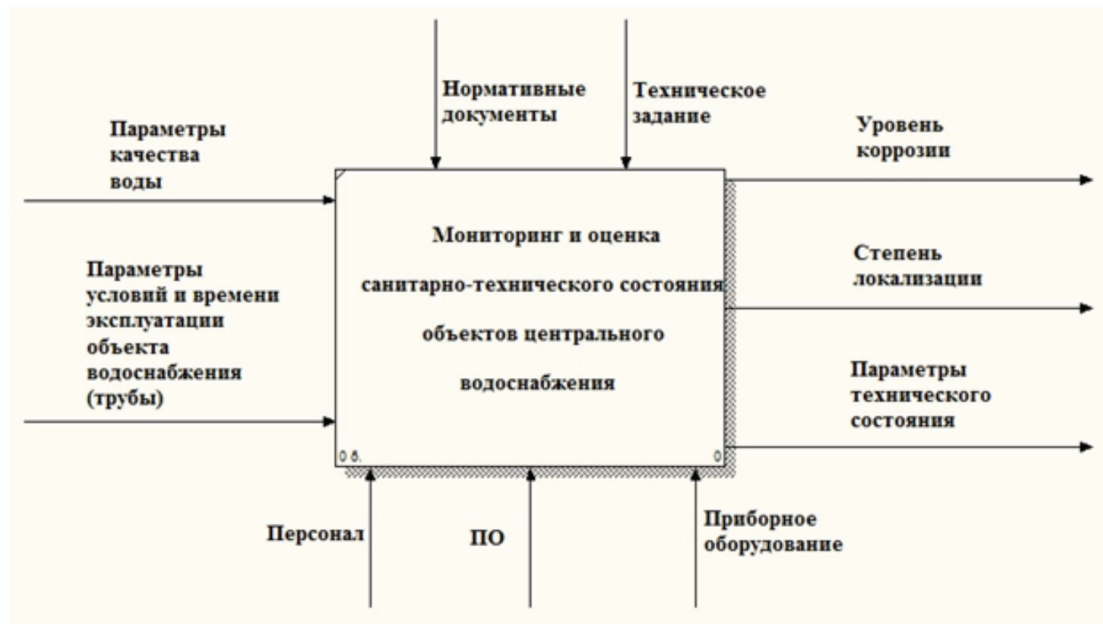 Нормативные
документы
Техническое
задание
Параметры
качества
воды
Уровень
коррозии
Мониторинг и оценка
санитарно-технического состояния
объектов центрального
водоснабжения
Параметры
условий и времени
эксплуатации
объекта
водоснабжения
(трубы)
Степень
локализации
Параметры
технического
состояния
0 б.
0
Персонал
ПО
Приборное
оборудование